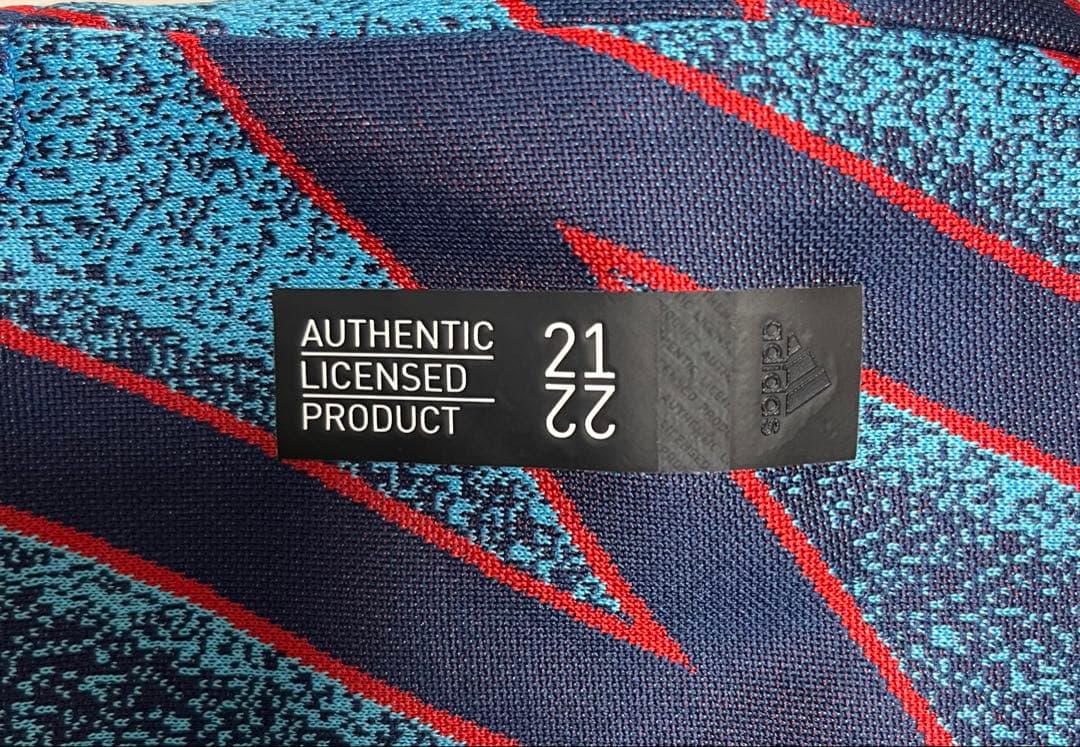 AUTHENTIC
LICENSED
PRODUCT
21
22
adidas